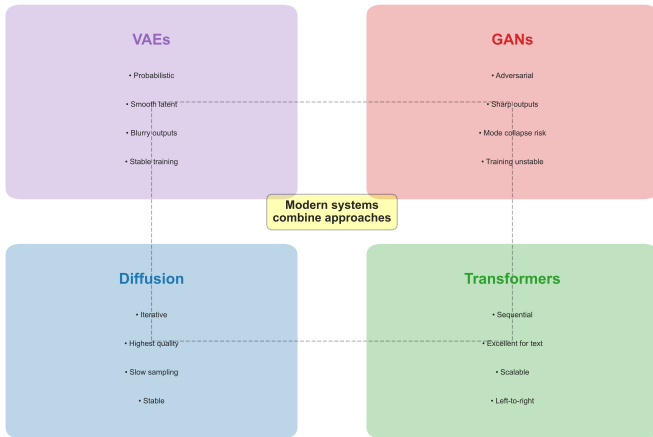 VAEs
• Probabilistic
• Smooth latent
• Blurry outputs
• Stable training
GANs
• Adversarial
• Sharp outputs
• Mode collapse risk
• Training unstable
Modern systems
combine approaches
Diffusion
• Iterative
• Highest quality
• Slow sampling
• Stable
Transformers
• Sequential
• Excellent for text
• Scalable
• Left-to-right